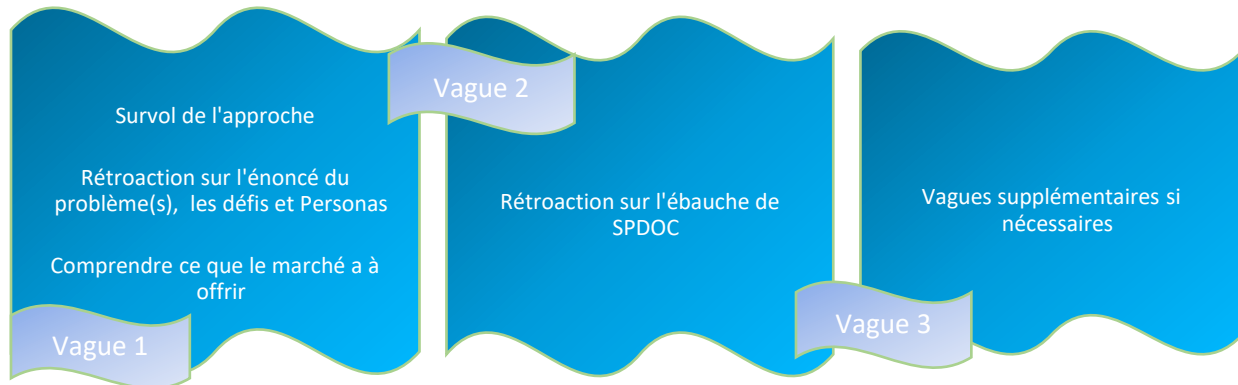 Survol de l'approche
Rétroaction sur l'énoncé du
problème(s), les défis et Personas
Comprendre ce que le marché a à
offrir
Vague 1
Vague 2
Rétroaction sur l'ébauche de
SPDOC
Vagues supplémentaires si
nécessaires
Vague 3